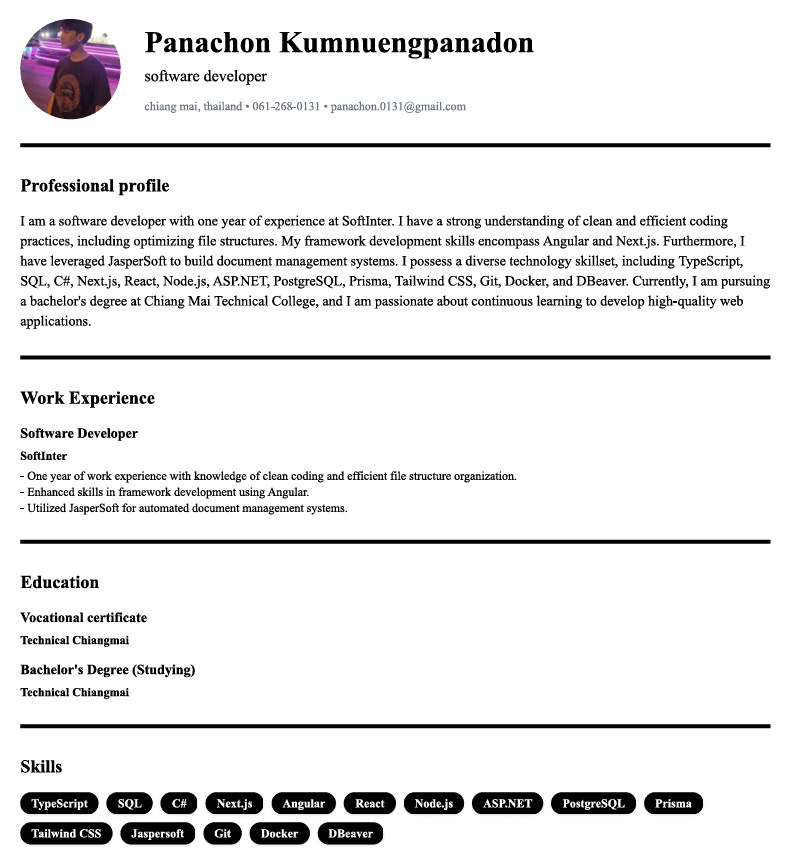 Panachon Kumnuengpanadon
software developer
chiang mai, thailand • 061-268-0131 • panachon.0131@gmail.com
Professional profile
I am a software developer with one year of experience at SoftInter. I have a strong understanding of clean and efficient coding
practices, including optimizing file structures. My framework development skills encompass Angular and Next.js. Furthermore, I
have leveraged JasperSoft to build document management systems. I possess a diverse technology skillset, including TypeScript,
SQL, C#, Next.js, React, Node.js, ASP.NET, PostgreSQL, Prisma, Tailwind CSS, Git, Docker, and DBeaver. Currently, I am pursuing
a bachelor's degree at Chiang Mai Technical College, and I am passionate about continuous learning to develop high-quality web
applications.
Work Experience
Software Developer
SoftInter
- One year of work experience with knowledge of clean coding and efficient file structure organization.
- Enhanced skills in framework development using Angular.
- Utilized JasperSoft for automated document management systems.
Education
Vocational certificate
Technical Chiangmai
Bachelor's Degree (Studying)
Technical Chiangmai
Skills
TypeScript SQL C# Next.js Angular React Node.js ASP.NET PostgreSQL Prisma
Tailwind CSS Jaspersoft Git Docker DBeaver